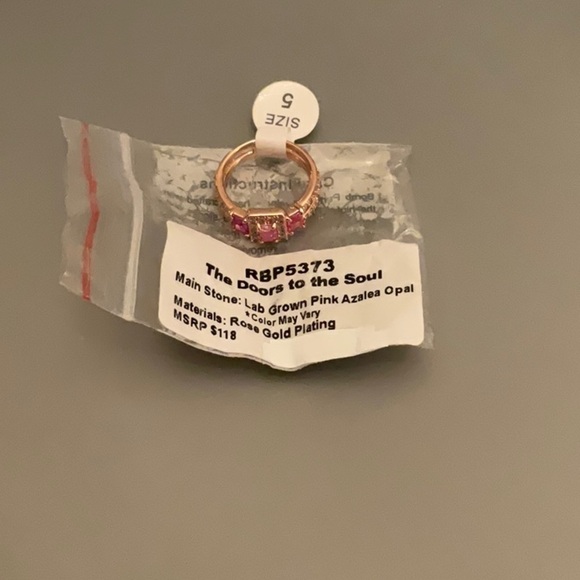 SIZE
5
RBP5373
The Doors to the Soul
Main Stone: Lab Grown Pink Azalea Opal
*Color May Vary
Materials: Rose Gold Plating
MSRP $118